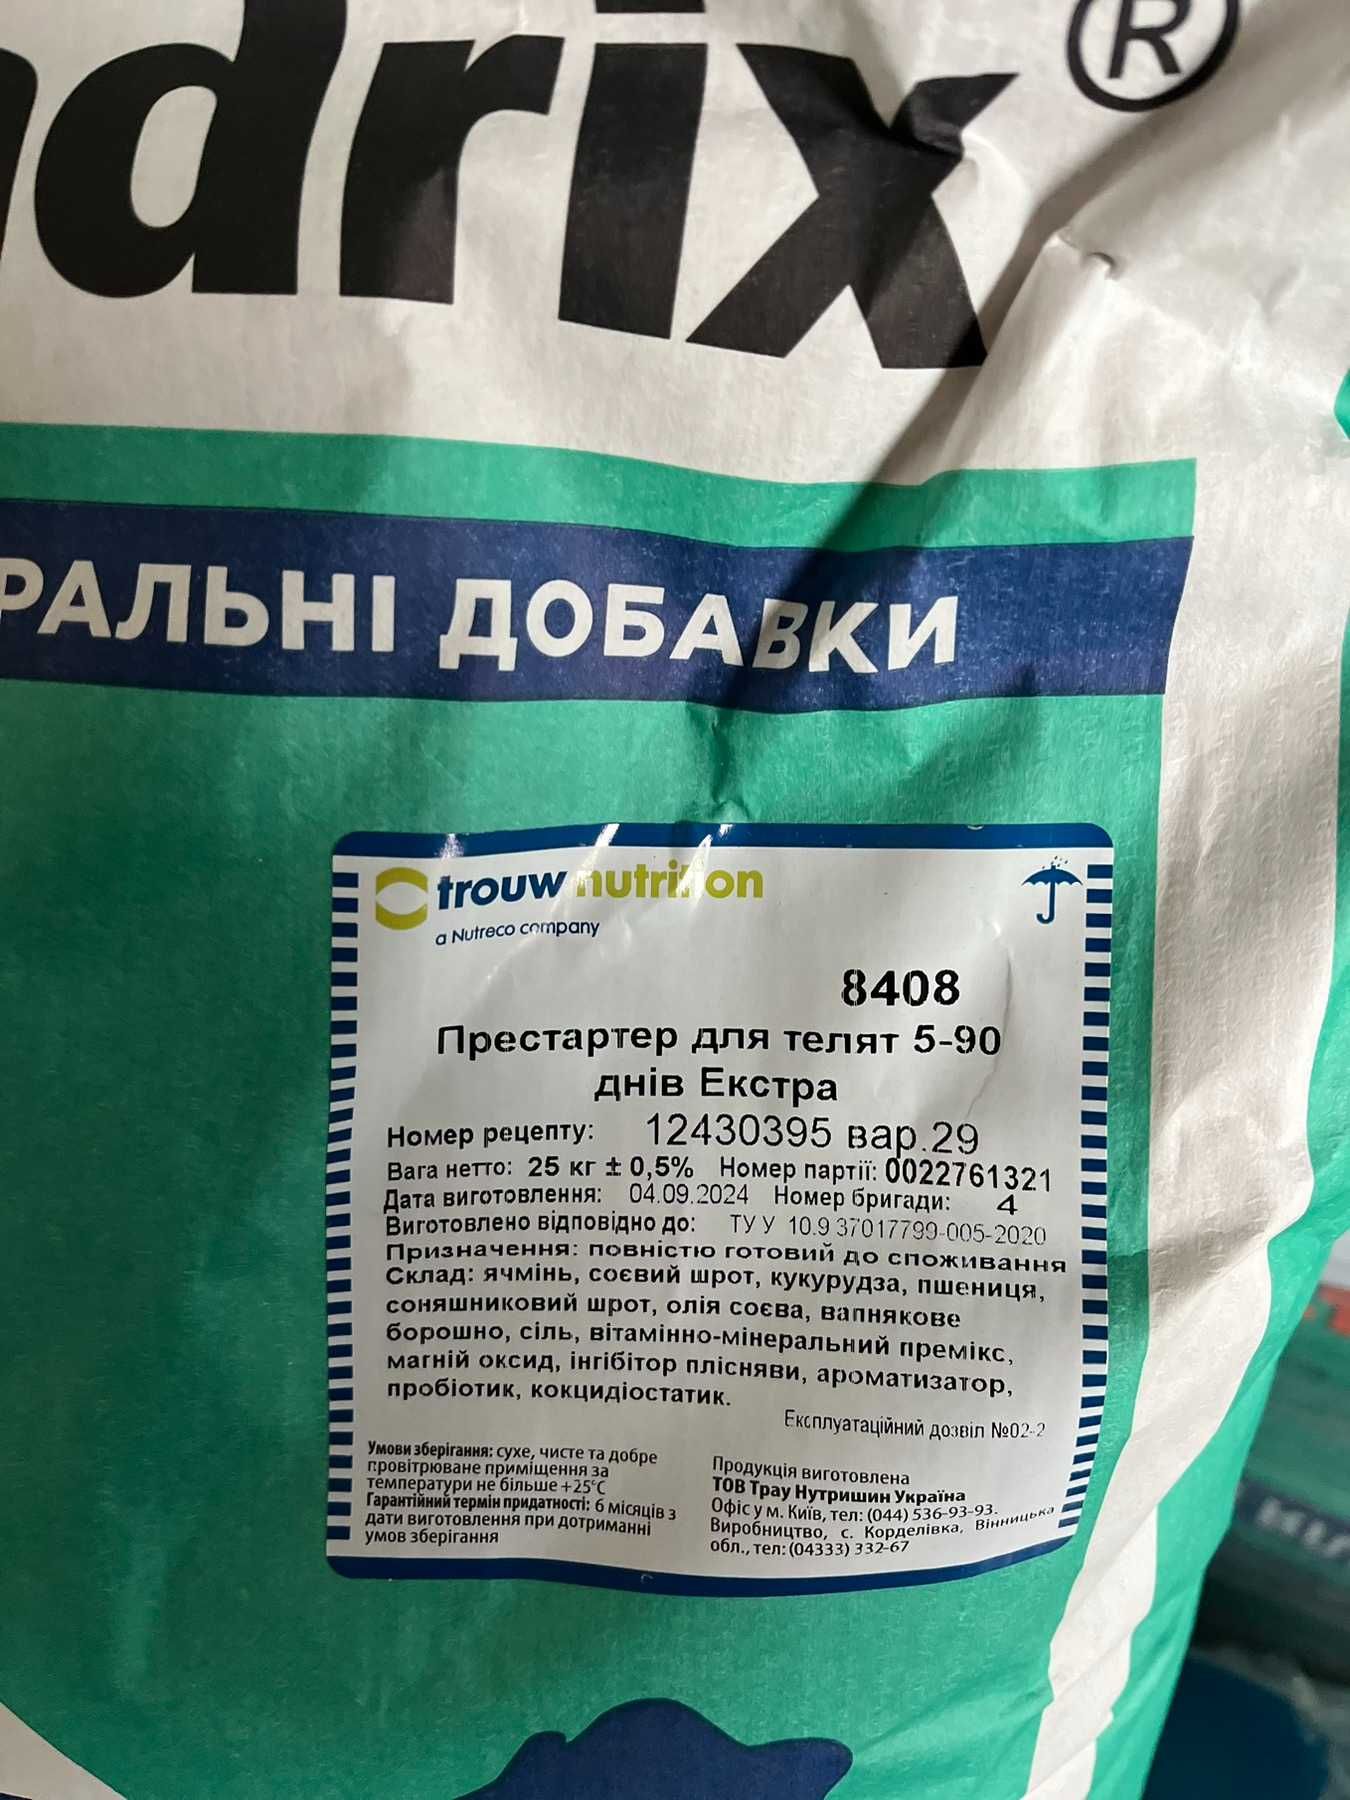 drix®
РАЛЬНІ ДОБАВКИ
trouw nutrition
a Nutreco company
8408
Престартер для телят 5-90
днів Екстра
Номер рецепту: 12430395 вар.29
Вага нетто: 25 кг ± 0,5% Номер партії: 0022761321
Дата виготовлення: 04.09.2024 Номер бригади: 4
Виготовлено відповідно до: ТУ У 10.9 37017799-005-2020
Призначення: повністю готовий до споживання
Склад: ячмінь, соєвий шрот, кукурудза, пшениця,
соняшниковий шрот, олія соєва, вапнякове
борошно, сіль, вітамінно-мінеральний премікс,
магній оксид, інгібітор плісняви, ароматизатор,
пробіотик, кокцидіостатик.
Експлуатаційний дозвіл №02-2
Умови зберігання: сухе, чисте та добре
провітрюване приміщення за
температури не більше +25°С
Гарантійний термін придатності: 6 місяців з
дати виготовлення при дотриманні
умов зберігання
Продукція виготовлена
ТОВ Трау Нутришин Україна
Офіс у м. Київ, тел: (044) 536-93-93.
Виробництво, с. Корделівка, Вінницька
обл., тел: (04333) 332-67